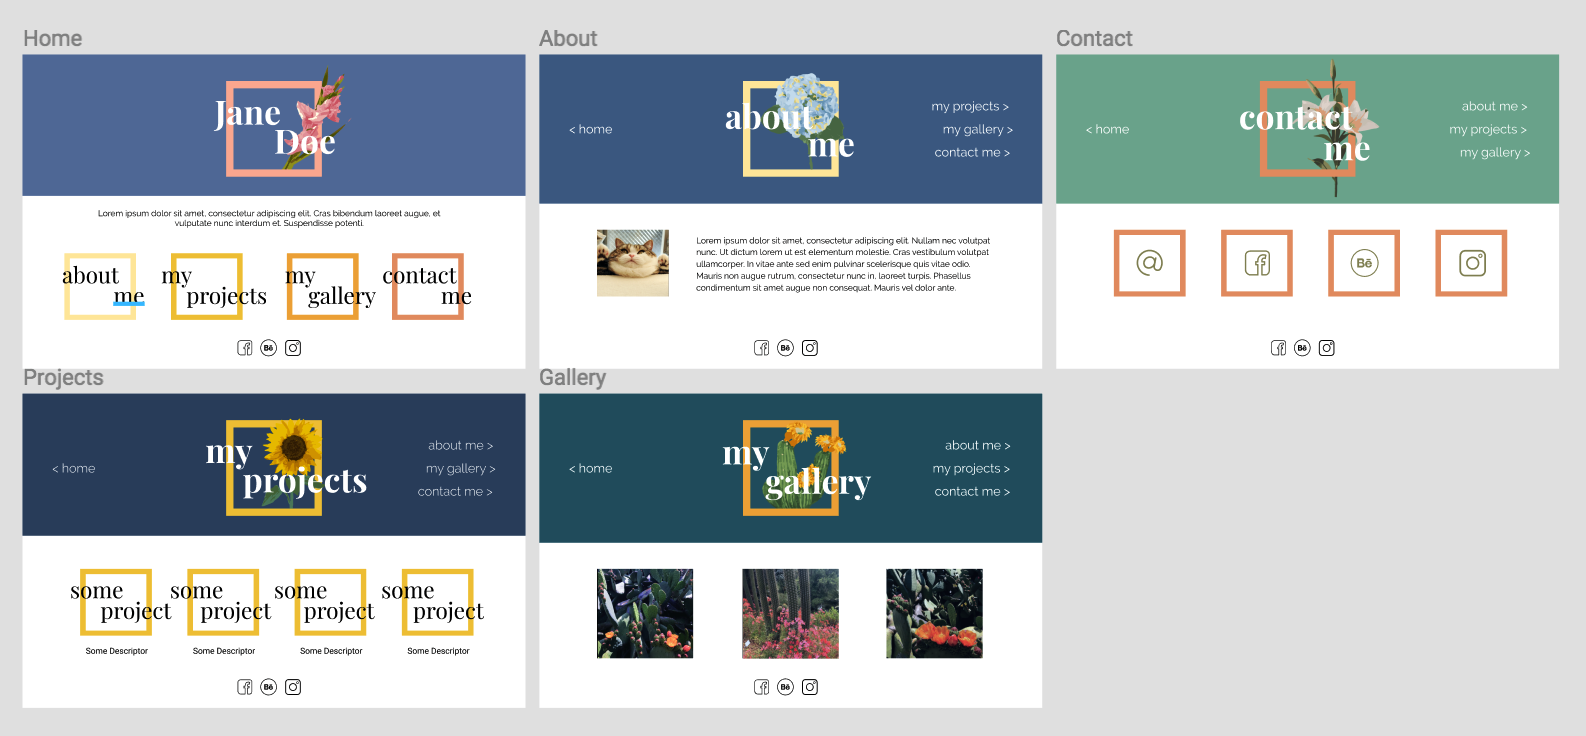 Home
Jane
Doe
Lorem ipsum dolor sit amet, consectetur adipiscing elit. Cras bibendum laoreet augue, et
vulputate nunc interdum et. Suspendisse potenti.
about
me
my
projects
my
gallery
contact
me
Bē
About
< home
about
me
my projects >
my gallery >
contact me >
Lorem ipsum dolor sit amet, consectetur adipiscing elit. Nullam nec volutpat
nunc. Ut dictum lorem ut est elementum molestie. Cras vestibulum volutpat
ullamcorper. In vitae ante sed enim pulvinar scelerisque quis vitae odio.
Mauris non augue rutrum, consectetur nunc in, laoreet turpis. Phasellus
condimentum sit amet augue non consequat. Mauris vel dolor ante.
Bē
Contact
< home
contact
me
about me >
my projects >
my gallery >
@
Bē
Bē
Projects
< home
my
projects
about me >
my gallery >
contact me >
some
project
Some Descriptor
some
project
Some Descriptor
some
project
Some Descriptor
some
project
Some Descriptor
Bē
Gallery
< home
my
gallery
about me >
my projects >
contact me >
Bē